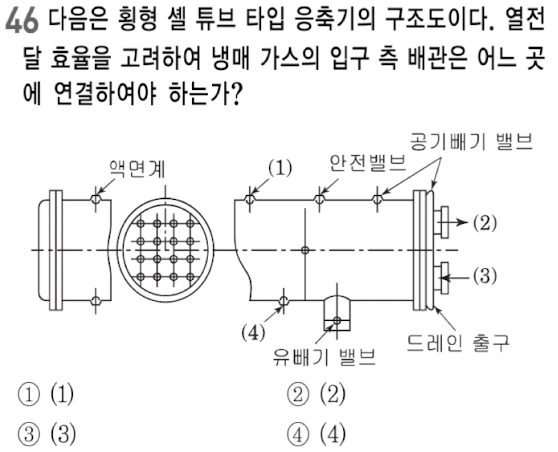 46 다음은 횡형 셸 튜브 타입 응축기의 구조도이다. 열전
달 효율을 고려하여 냉매 가스의 입구 측 배관은 어느 곳
에 연결하여야 하는가?
공기빼기 밸브
액면계
(1)
안전밸브
(2)
(3)
(4)
유빼기 밸브
드레인 출구
① (1)
② (2)
③ (3)
④ (4)